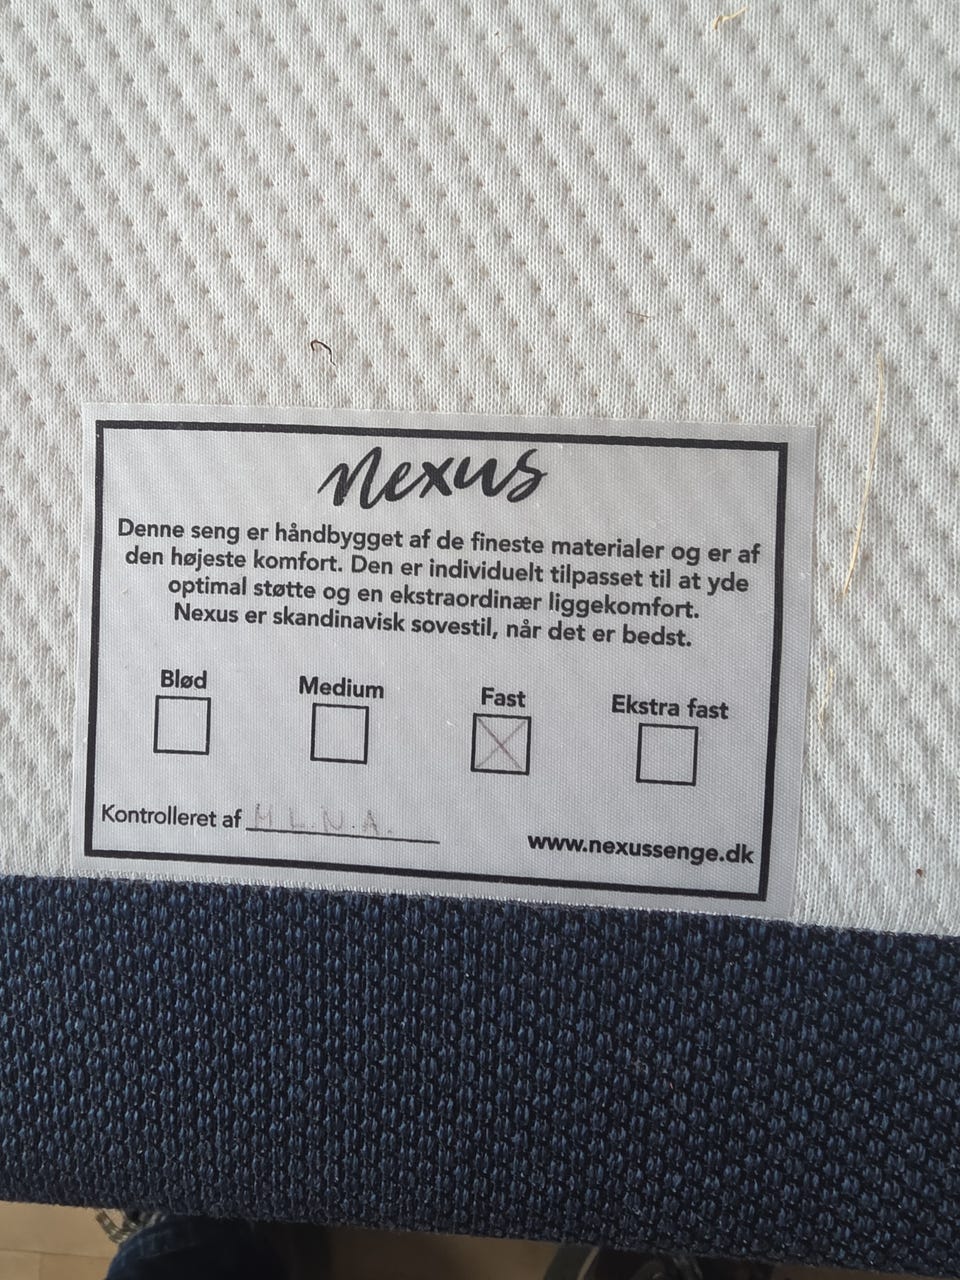 nexus
Denne seng er håndbygget af de fineste materialer og er af
den højeste komfort. Den er individuelt tilpasset til at yde
optimal støtte og en ekstraordinær liggekomfort.
Nexus er skandinavisk sovestil, når det er bedst.
Blød Medium Fast Ekstra fast
Kontrolleret af M L.N.A.
www.nexussenge.dk